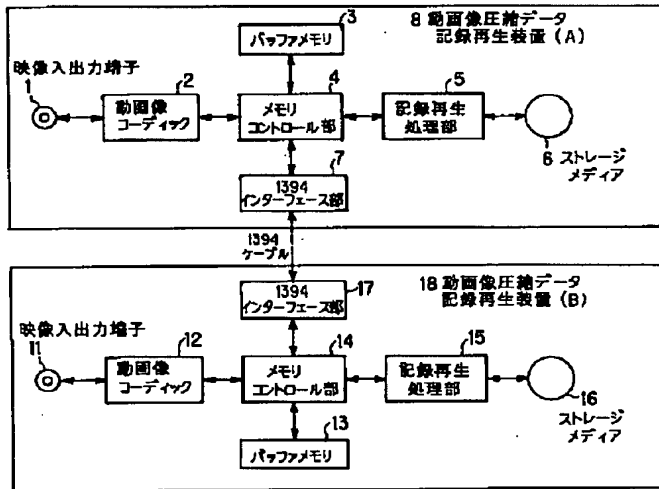 3
バッファメモリ
8 動画像圧縮データ
記録再生装置(A)
映像入出力端子
1
2
動画像
コーディック
4
メモリ
コントロール部
5
記録再生
処理部
6 ストレージ
メディア
7
1394
インターフェース部
1394
ケーブル
17
1394
インターフェース部
18 動画像圧縮データ
記録再生装置(B)
映像入出力端子
11
12
動画像
コーディック
14
メモリ
コントロール部
15
記録再生
処理部
16
ストレージ
メディア
13
バッファメモリ